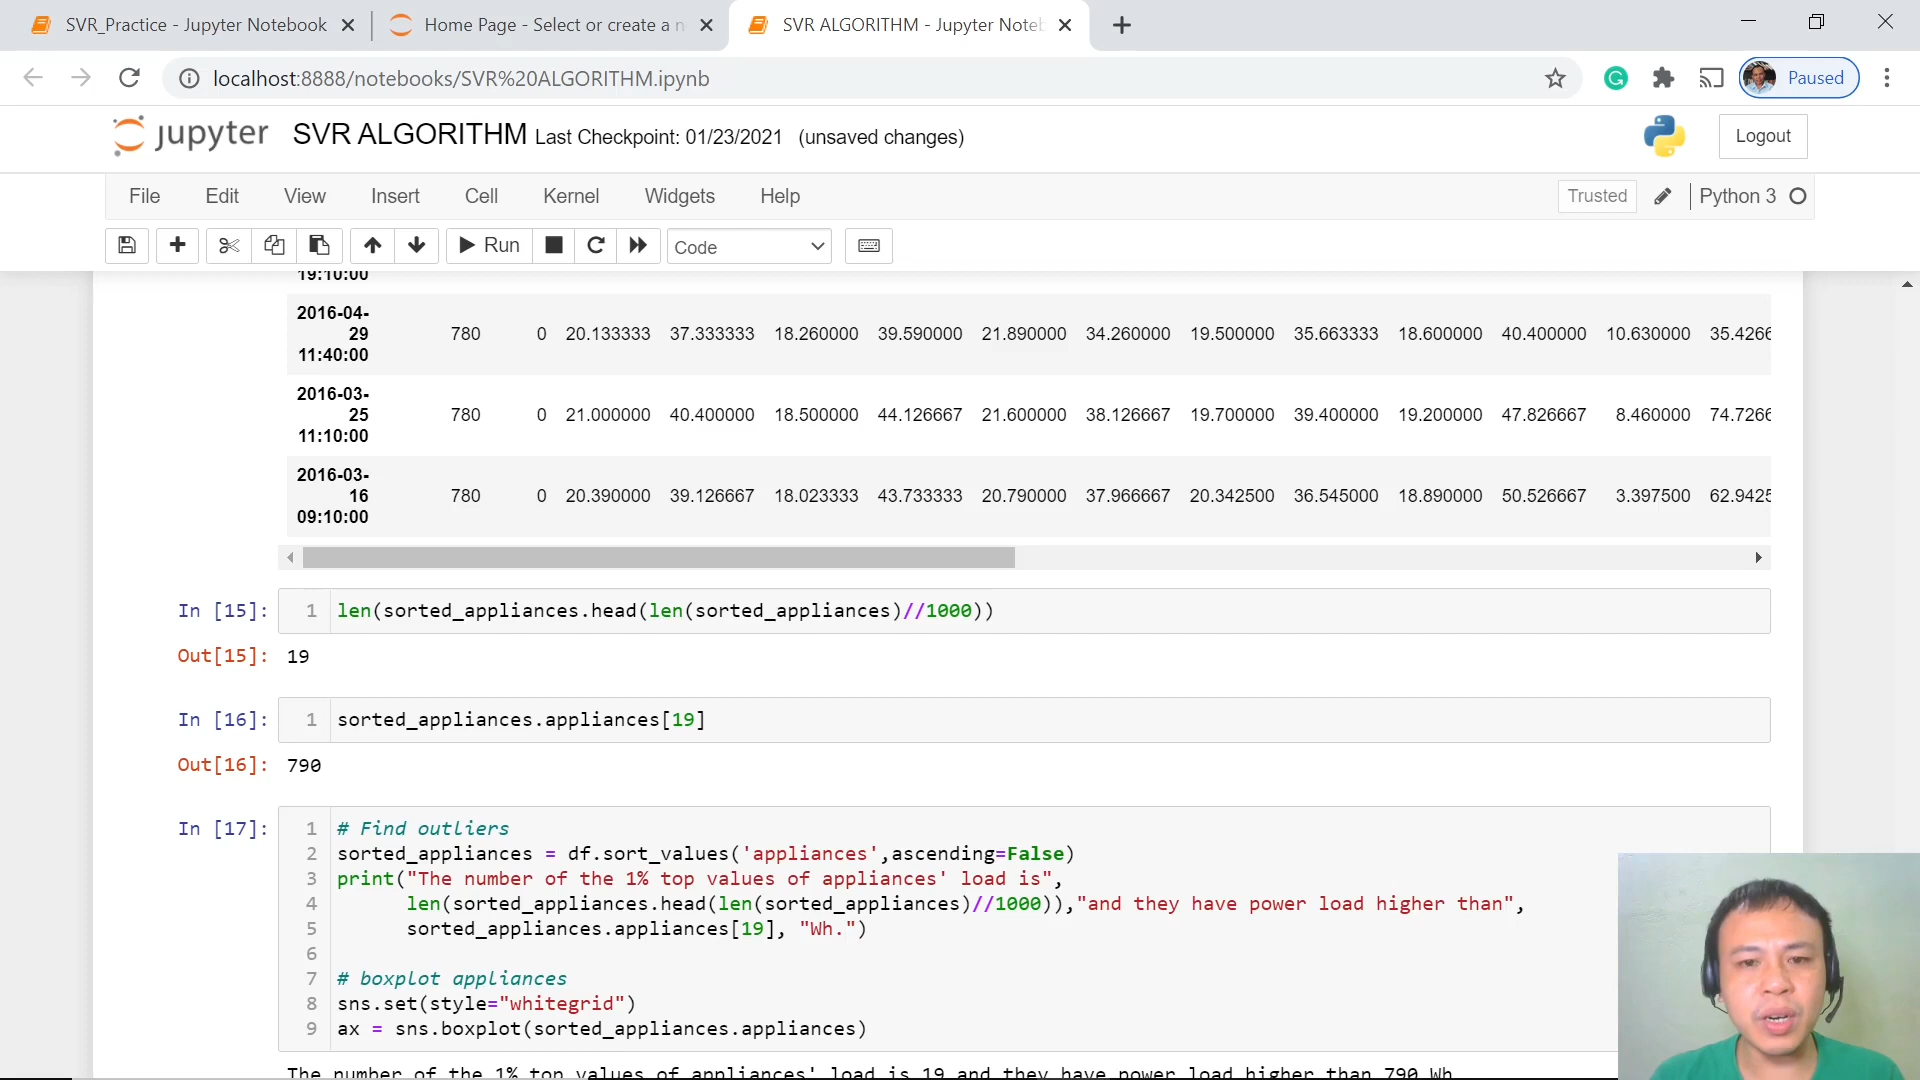 SVR_Practice - Jupyter Notebook
Home Page - Select or create a n
SVR ALGORITHM - Jupyter Noteb
localhost:8888/notebooks/SVR%20ALGORITHM.ipynb
Paused
jupyter SVR ALGORITHM Last Checkpoint: 01/23/2021 (unsaved changes)
Logout
File Edit View Insert Cell Kernel Widgets Help
Trusted Python 3
Run Code
19:10:00
2016-04-
29 780 0 20.133333 37.333333 18.260000 39.590000 21.890000 34.260000 19.500000 35.663333 18.600000 40.400000 10.630000 35.4266
11:40:00
2016-03-
25 780 0 21.000000 40.400000 18.500000 44.126667 21.600000 38.126667 19.700000 39.400000 19.200000 47.826667 8.460000 74.7266
11:10:00
2016-03-
16 780 0 20.390000 39.126667 18.023333 43.733333 20.790000 37.966667 20.342500 36.545000 18.890000 50.526667 3.397500 62.9425
09:10:00
In [15]: 1 len(sorted_appliances.head(len(sorted_appliances)//1000))
Out[15]: 19
In [16]: 1 sorted_appliances.appliances[19]
Out[16]: 790
In [17]: 1 # Find outliers
2 sorted_appliances = df.sort_values('appliances',ascending=False)
3 print("The number of the 1% top values of appliances' load is",
4 len(sorted_appliances.head(len(sorted_appliances)//1000)),"and they have power load higher than",
5 sorted_appliances.appliances[19], "Wh.")
6
7 # boxplot appliances
8 sns.set(style="whitegrid")
9 ax = sns.boxplot(sorted_appliances.appliances)
The number of the 1% top values of appliances' load is 19 and they have power load higher than 790 Wh.